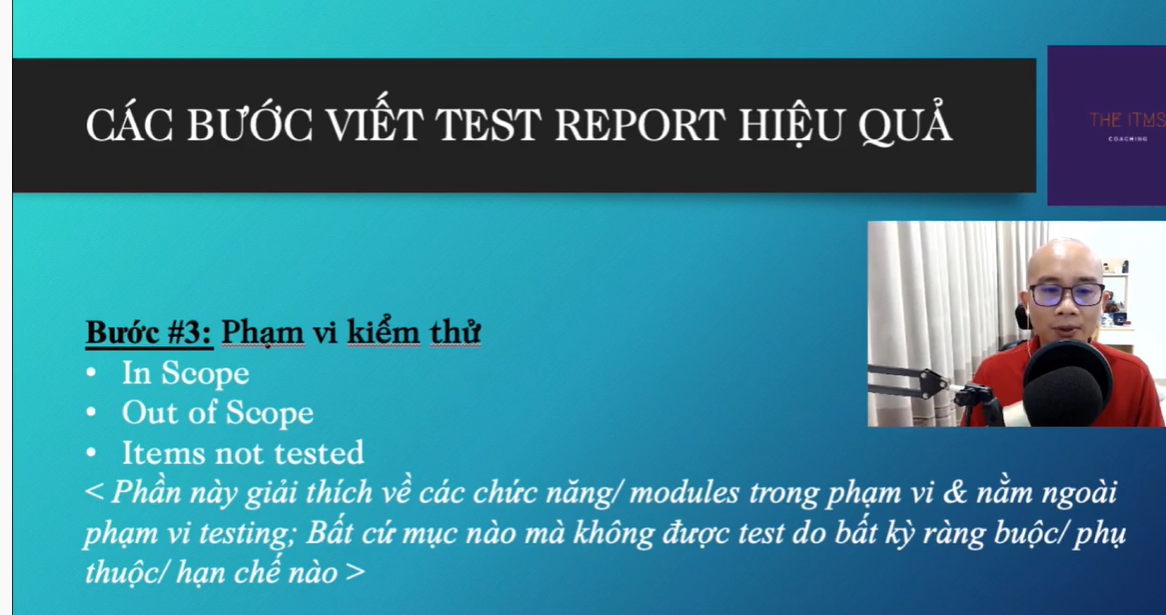 CÁC BƯỚC VIẾT TEST REPORT HIỆU QUẢ
THE ITMS
COACHING
Bước #3: Phạm vi kiểm thử
• In Scope
• Out of Scope
• Items not tested
< Phần này giải thích về các chức năng/ modules trong phạm vi & nằm ngoài
phạm vi testing; Bất cứ mục nào mà không được test do bất kỳ ràng buộc/ phụ
thuộc/ hạn chế nào >